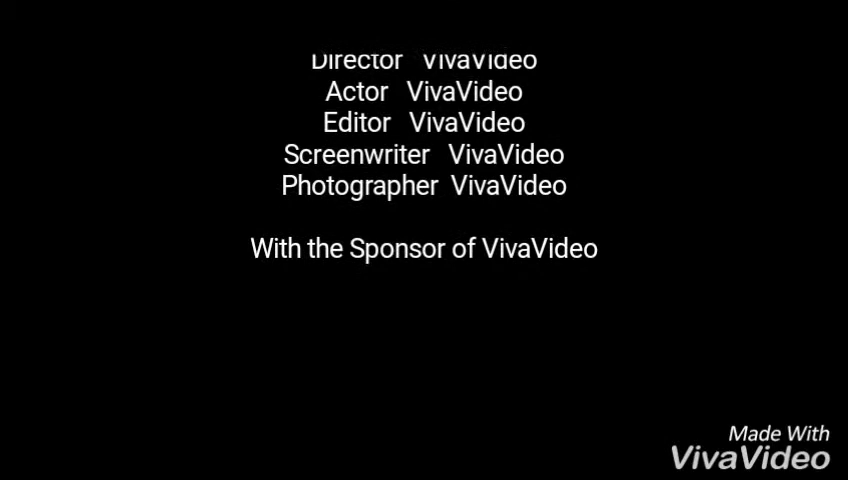 Director VivaVideo
Actor VivaVideo
Editor VivaVideo
Screenwriter VivaVideo
Photographer VivaVideo
With the Sponsor of VivaVideo
Made With
VivaVideo